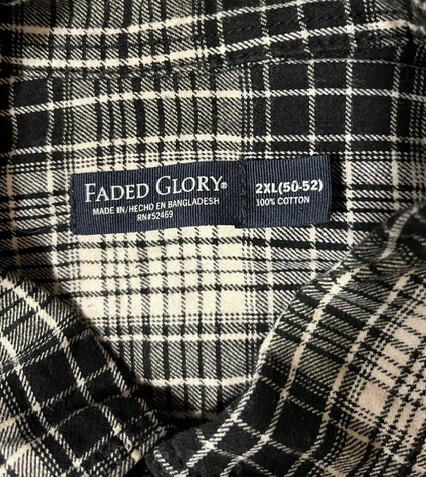 FADED GLORY®
MADE IN/HECHO EN BANGLADESH
RN#52469
2XL(50-52)
100% COTTON